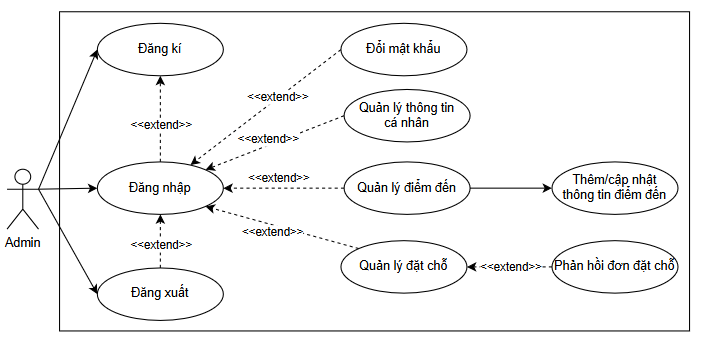 Đăng kí
Đổi mật khẩu
<<extend>>
<<extend>>
Quản lý thông tin
cá nhân
<<extend>>
Đăng nhập
<<extend>>
Quản lý điểm đến
Thêm/cập nhật
thông tin điểm đến
Admin
<<extend>>
<<extend>>
Quản lý đặt chỗ
<<extend>>
Phản hồi đơn đặt chỗ
Đăng xuất